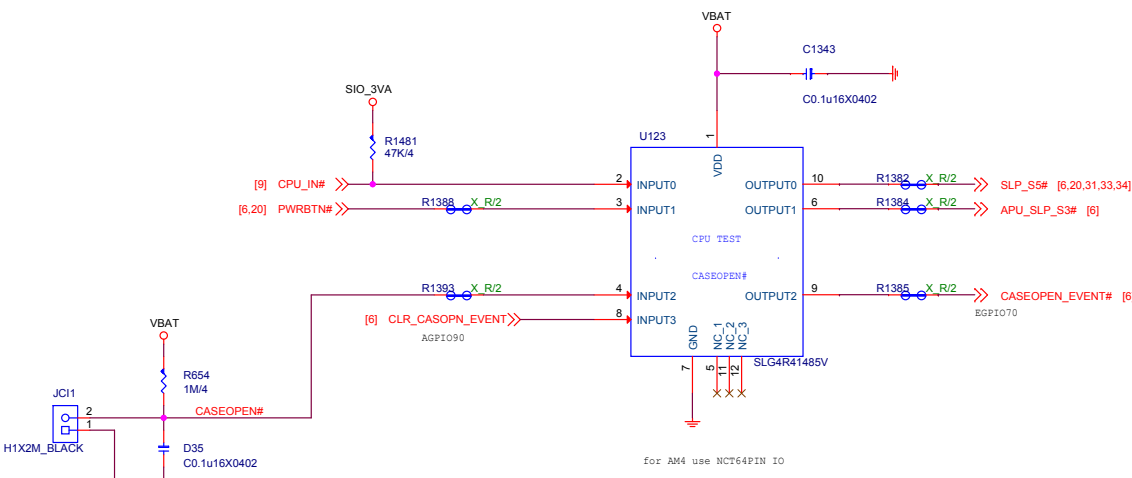 VBAT
C1343
C0.1u16X0402
SIO_3VA
R1481
47K/4
U123
1
VDD
[9] CPU_IN#
2
INPUT0
OUTPUT0
10
R1382
X_R/2
SLP_S5# [6,20,31,33,34]
[6,20] PWRBTN#
R1388
X_R/2
3
INPUT1
OUTPUT1
6
R1384
X_R/2
APU_SLP_S3# [6]
CPU TEST
CASEOPEN#
R1393
X_R/2
4
INPUT2
OUTPUT2
9
R1385
X_R/2
CASEOPEN_EVENT# [6
EGPIO70
[6] CLR_CASOPN_EVENT
8
INPUT3
AGPIO90
GND
NC_1
NC_2
NC_3
SLG4R41485V
7
5
11
12
VBAT
R654
1M/4
JCI1
2
CASEOPEN#
1
H1X2M_BLACK
D35
C0.1u16X0402
for AM4 use NCT64PIN IO